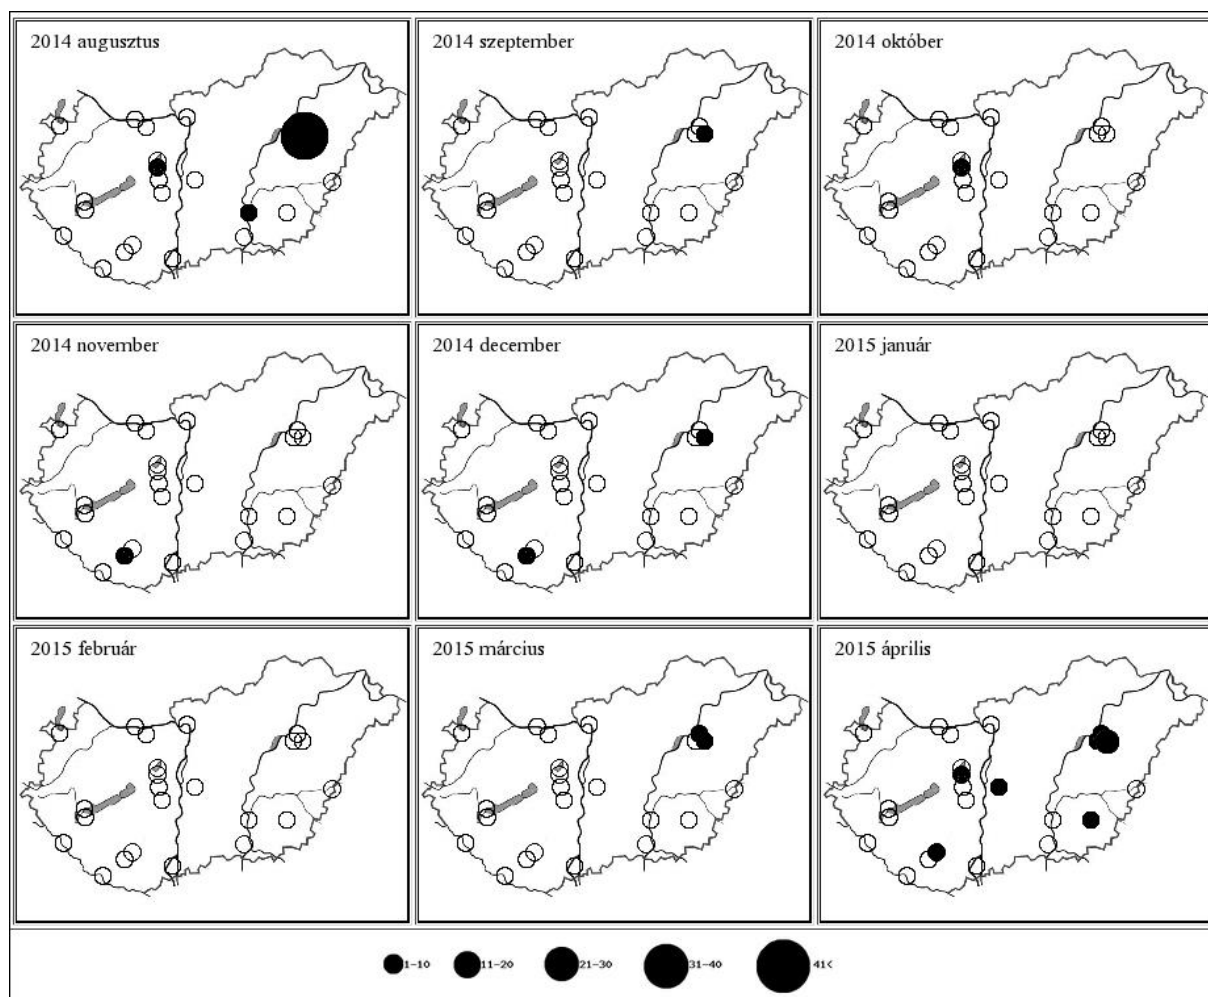 2014 augusztus
2014 szeptember
2014 október
2014 november
2014 december
2015 január
2015 február
2015 március
2015 április
1-10 11-20 21-30 31-40 41<